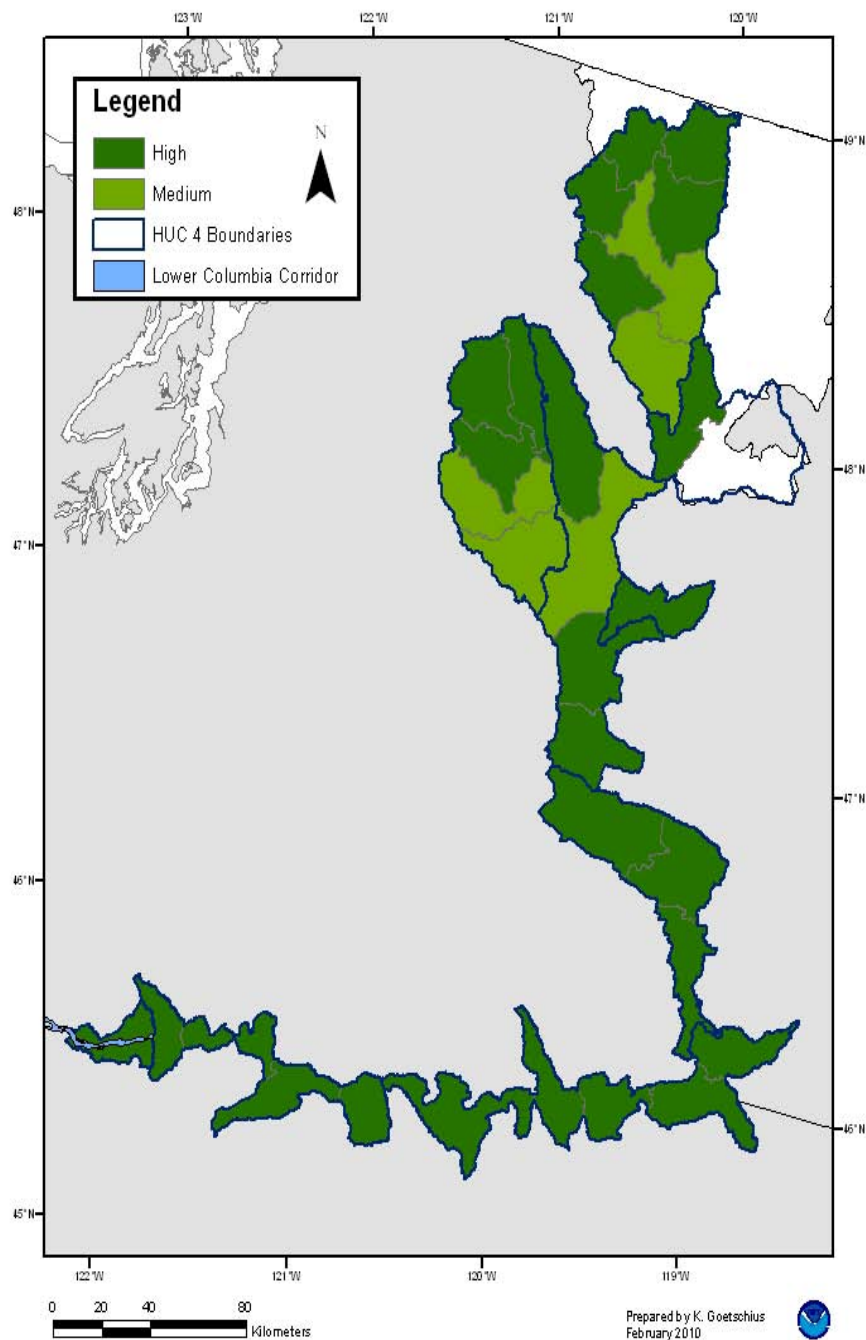 123°W 122°W 121°W 120°W
Legend
N
High
Medium
HUC 4 Boundaries
Lower Columbia Corridor
49°N
48°N
48°N
47°N
47°N
46°N
46°N
45°N
122°W 121°W 120°W 119°W
0 20 40 80
Kilometers
Prepared by K. Goetschius
February 2010